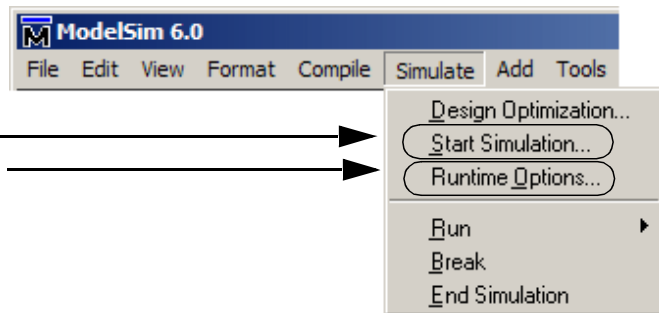 ModelSim 6.0
File Edit View Format Compile Simulate Add Tools
Design Optimization...
Start Simulation...
Runtime Options...
Run
Break
End Simulation